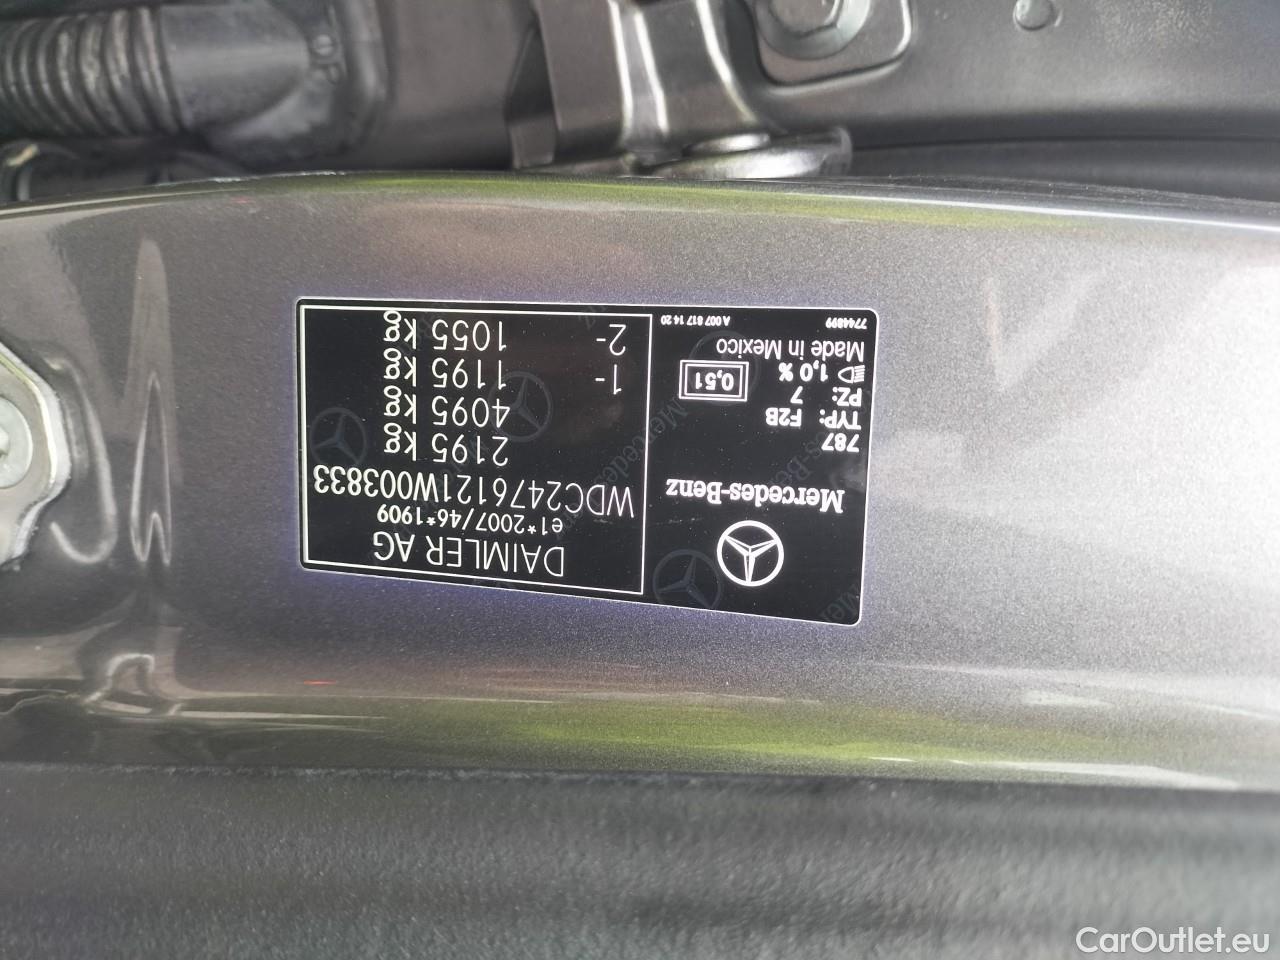 Mercedes-Benz
787
TYP: F2B
PZ: 7
1,0 %
0,51
Made in Mexico
7744899
A 007 817 14 20
DAIMLER AG
e1*2007/46*1909
WDC2476121W003833
2195 kg
4095 kg
1- 1195 kg
2- 1055 kg
CarOutlet.eu